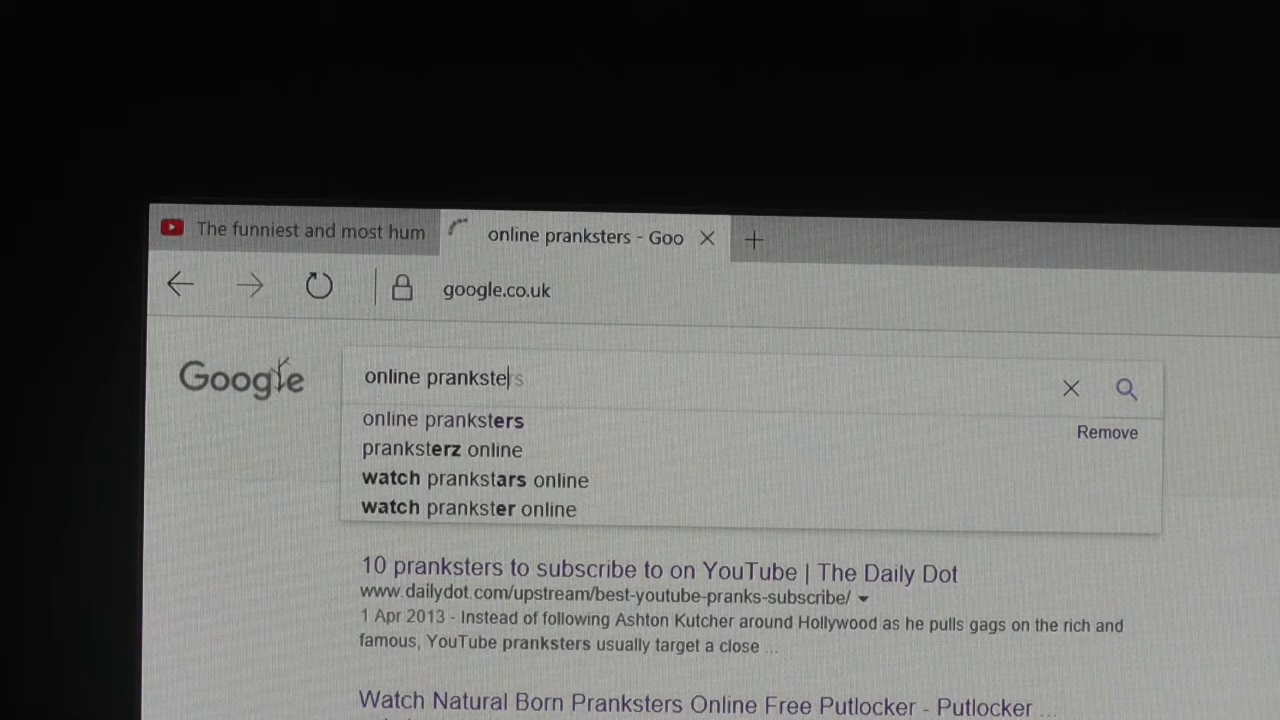 The funniest and most hum
online pranksters - Goo
google.co.uk
Google
online pranksters
online pranksters
Remove
pranksterz online
watch prankstars online
watch prankster online
10 pranksters to subscribe to on YouTube | The Daily Dot
www.dailydot.com/upstream/best-youtube-pranks-subscribe/
1 Apr 2013 - Instead of following Ashton Kutcher around Hollywood as he pulls gags on the rich and
famous, YouTube pranksters usually target a close ...
Watch Natural Born Pranksters Online Free Putlocker - Putlocker ...